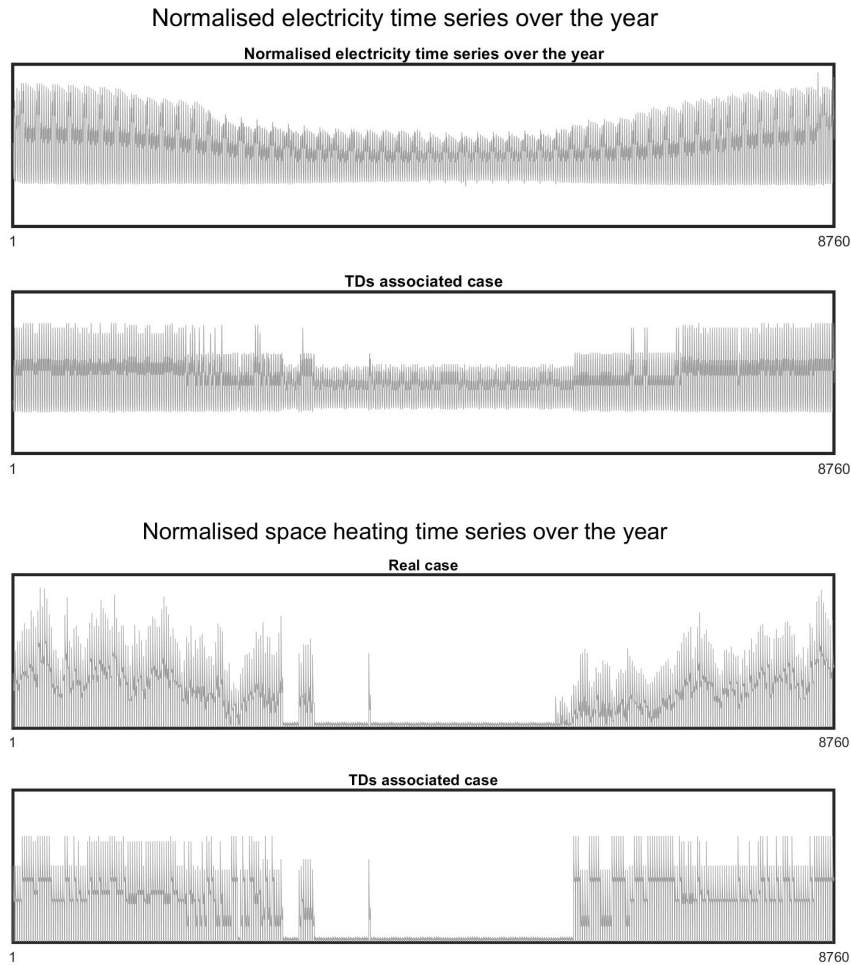 Normalised electricity time series over the year
Normalised electricity time series over the year
1 8760
TDs associated case
1 8760
Normalised space heating time series over the year
Real case
1 8760
TDs associated case
1 8760